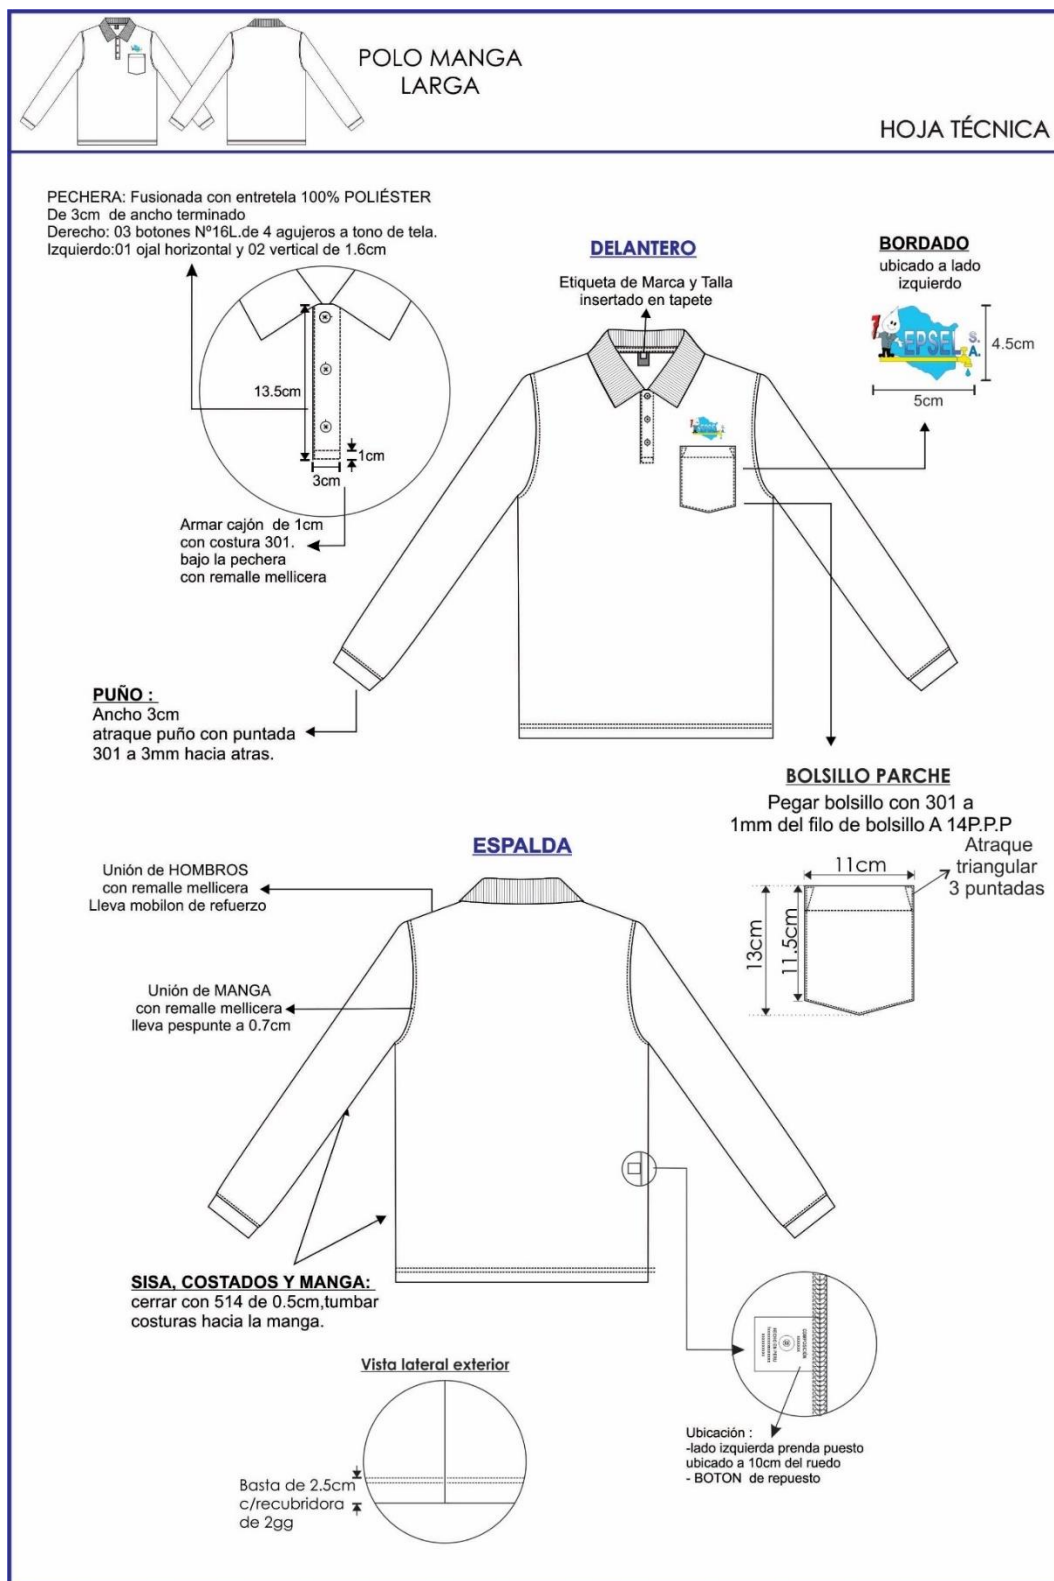 POLO MANGA
LARGA
HOJA TÉCNICA
PECHERA: Fusionada con entretela 100% POLIÉSTER
De 3cm de ancho terminado
Derecho: 03 botones Nº16L.de 4 agujeros a tono de tela.
Izquierdo:01 ojal horizontal y 02 vertical de 1.6cm
DELANTERO
Etiqueta de Marca y Talla
insertado en tapete
BORDADO
ubicado a lado
izquierdo
EPSEL S.A.
4.5cm
5cm
13.5cm
1cm
3cm
EPSEL
Armar cajón de 1cm
con costura 301.
bajo la pechera
con remalle mellicera
PUÑO :
Ancho 3cm
atraque puño con puntada
301 a 3mm hacia atras.
BOLSILLO PARCHE
Pegar bolsillo con 301 a
1mm del filo de bolsillo A 14P.P.P
Atraque
triangular
3 puntadas
11cm
13cm
11.5cm
ESPALDA
Unión de HOMBROS
con remalle mellicera
Lleva mobilon de refuerzo
Unión de MANGA
con remalle mellicera
lleva pespunte a 0.7cm
SISA, COSTADOS Y MANGA:
cerrar con 514 de 0.5cm,tumbar
costuras hacia la manga.
Vista lateral exterior
Basta de 2.5cm
c/recubridora
de 2gg
COMPOSICIÓN
HECHO EN PERU
Ubicación :
-lado izquierda prenda puesto
ubicado a 10cm del ruedo
- BOTON de repuesto